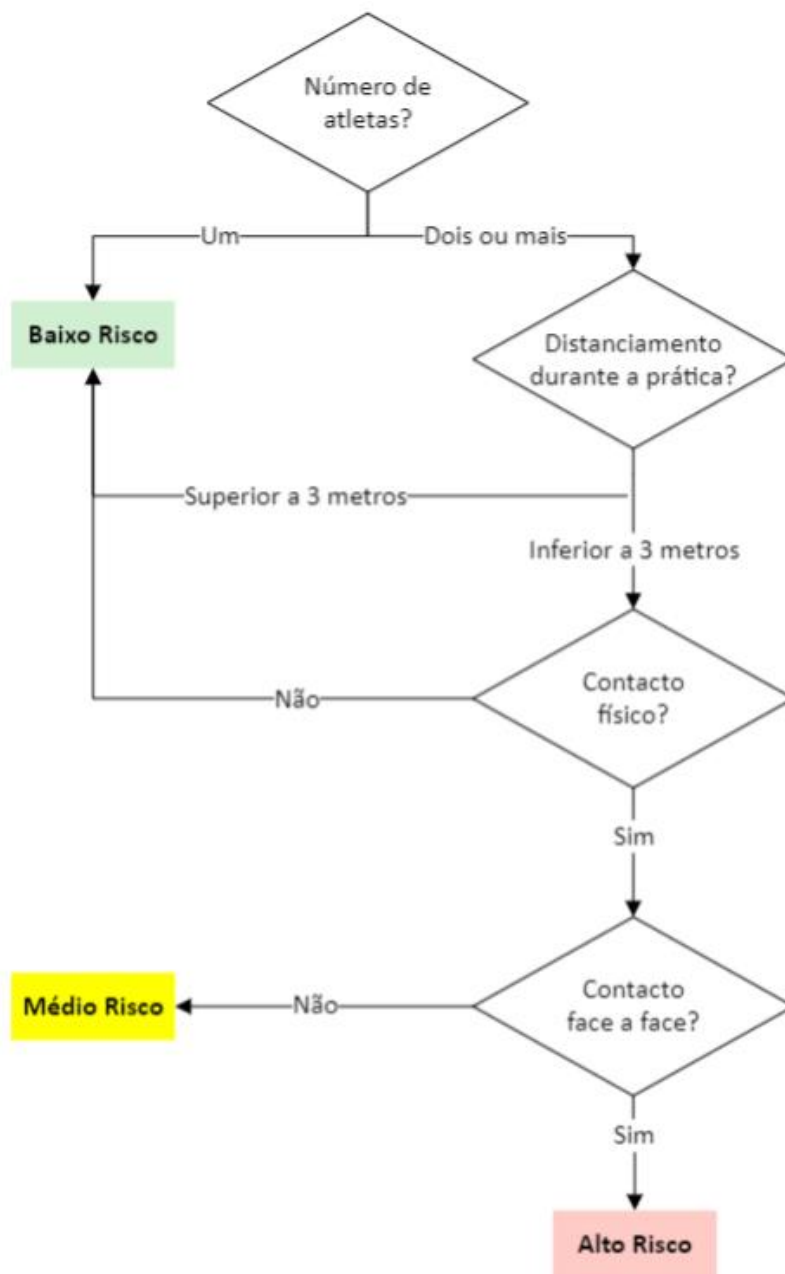 Número de
atletas?
Um
Dois ou mais
Baixo Risco
Distanciamento
durante a prática?
Superior a 3 metros
Inferior a 3 metros
Contacto
físico?
Não
Sim
Contacto
face a face?
Não
Médio Risco
Sim
Alto Risco